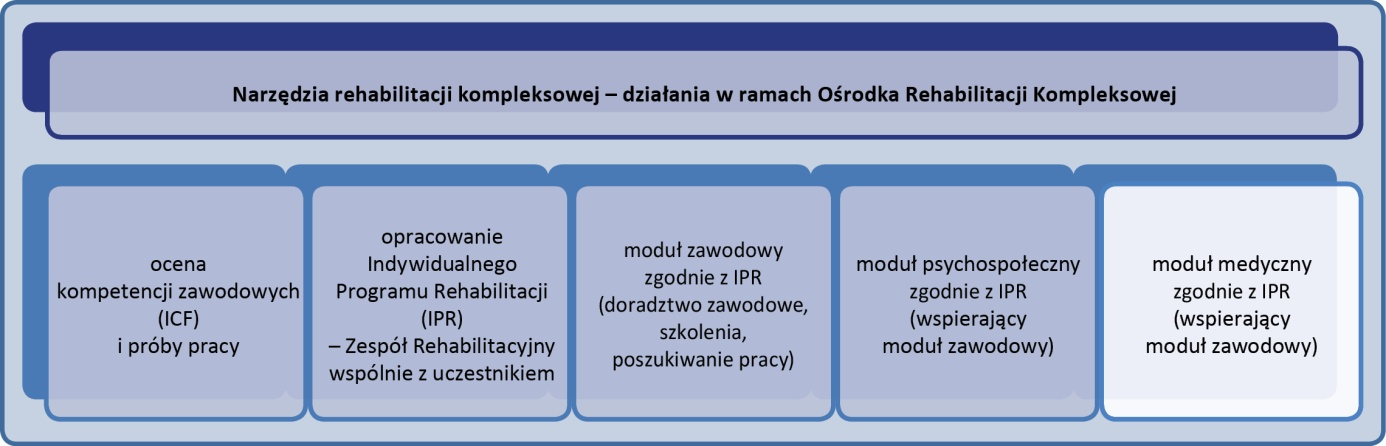 Narzędzia rehabilitacji kompleksowej – działania w ramach Ośrodka Rehabilitacji Kompleksowej
ocena
kompetencji zawodowych
(ICF)
i próby pracy
opracowanie
Indywidualnego
Programu Rehabilitacji
(IPR)
– Zespół Rehabilitacyjny
wspólnie z uczestnikiem
moduł zawodowy
zgodnie z IPR
(doradztwo zawodowe,
szkolenia,
poszukiwanie pracy)
moduł psychospołeczny
zgodnie z IPR
(wspierający
moduł zawodowy)
moduł medyczny
zgodnie z IPR
(wspierający
moduł zawodowy)